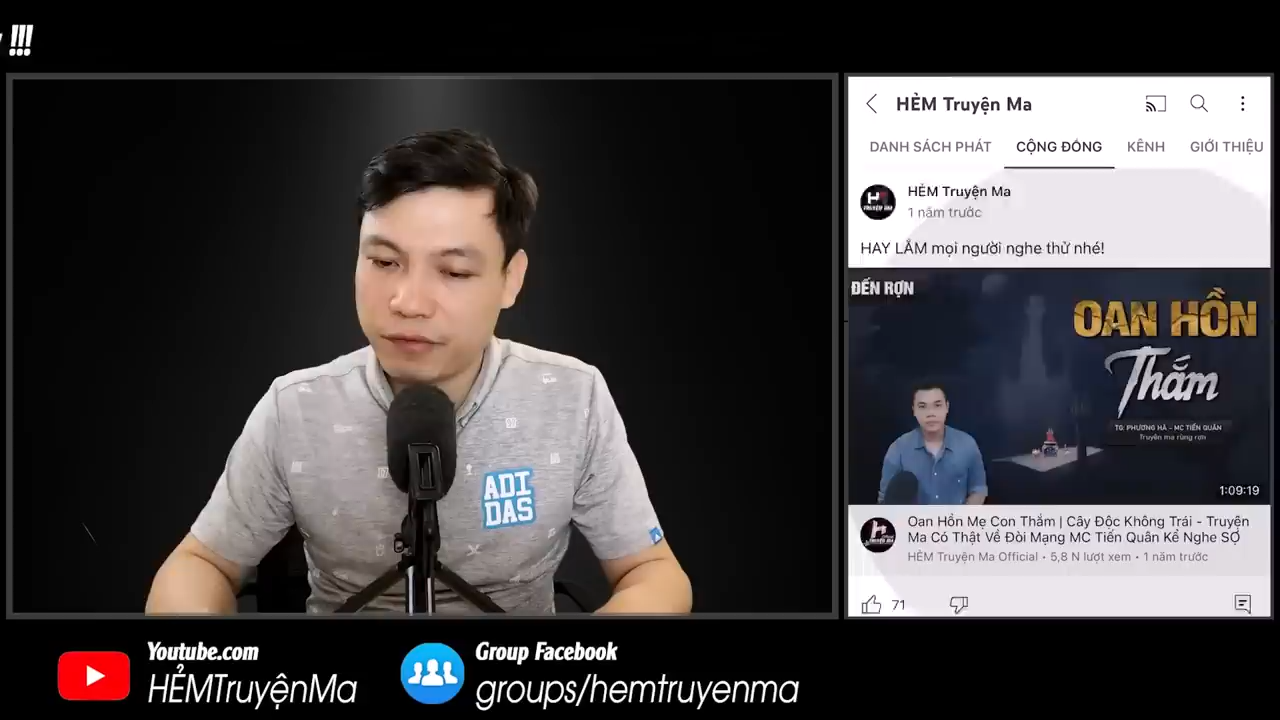 !!!
HẺM Truyện Ma
DANH SÁCH PHÁT CỘNG ĐỒNG KÊNH GIỚI THIỆU
HẺM Truyện Ma
1 năm trước
HAY LẮM mọi người nghe thử nhé!
ĐẾN RỢN
OAN HỒN
Thắm
TG: PHƯƠNG HÀ - MC TIẾN QUÂN
Truyện ma rùng rợn
1:09:19
Oan Hồn Mẹ Con Thắm | Cây Độc Không Trái - Truyện
Ma Có Thật Về Đòi Mạng MC Tiến Quân Kể Nghe SỢ
HẺM Truyện Ma Official • 5,8 N lượt xem • 1 năm trước
71
ADI
DAS
Youtube.com
HẺMTruyệnMa
Group Facebook
groups/hemtruyenma